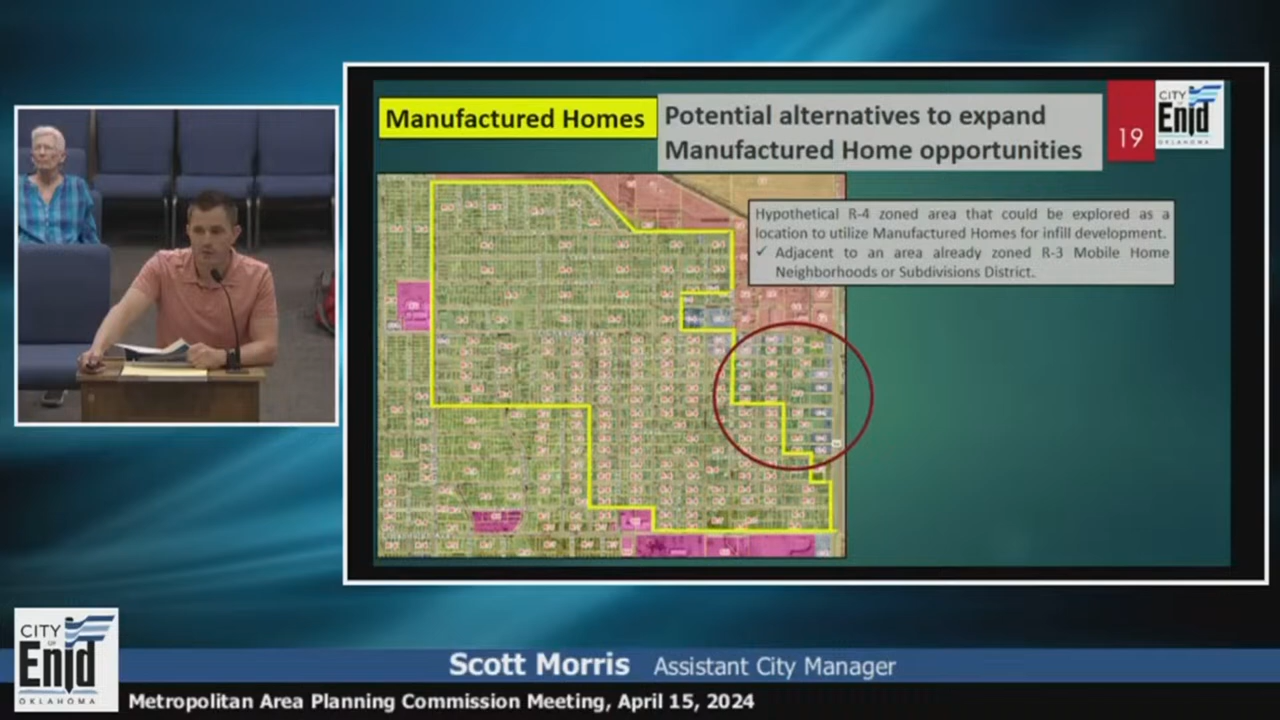 Manufactured Homes
Potential alternatives to expand
Manufactured Home opportunities
19
CITY
OF
Enid
OKLAHOMA
Hypothetical R-4 zoned area that could be explored as a
location to utilize Manufactured Homes for infill development.
✓ Adjacent to an area already zoned R-3 Mobile Home
Neighborhoods or Subdivisions District.
CITY
OF
Enid
OKLAHOMA
Scott Morris Assistant City Manager
Metropolitan Area Planning Commission Meeting, April 15, 2024